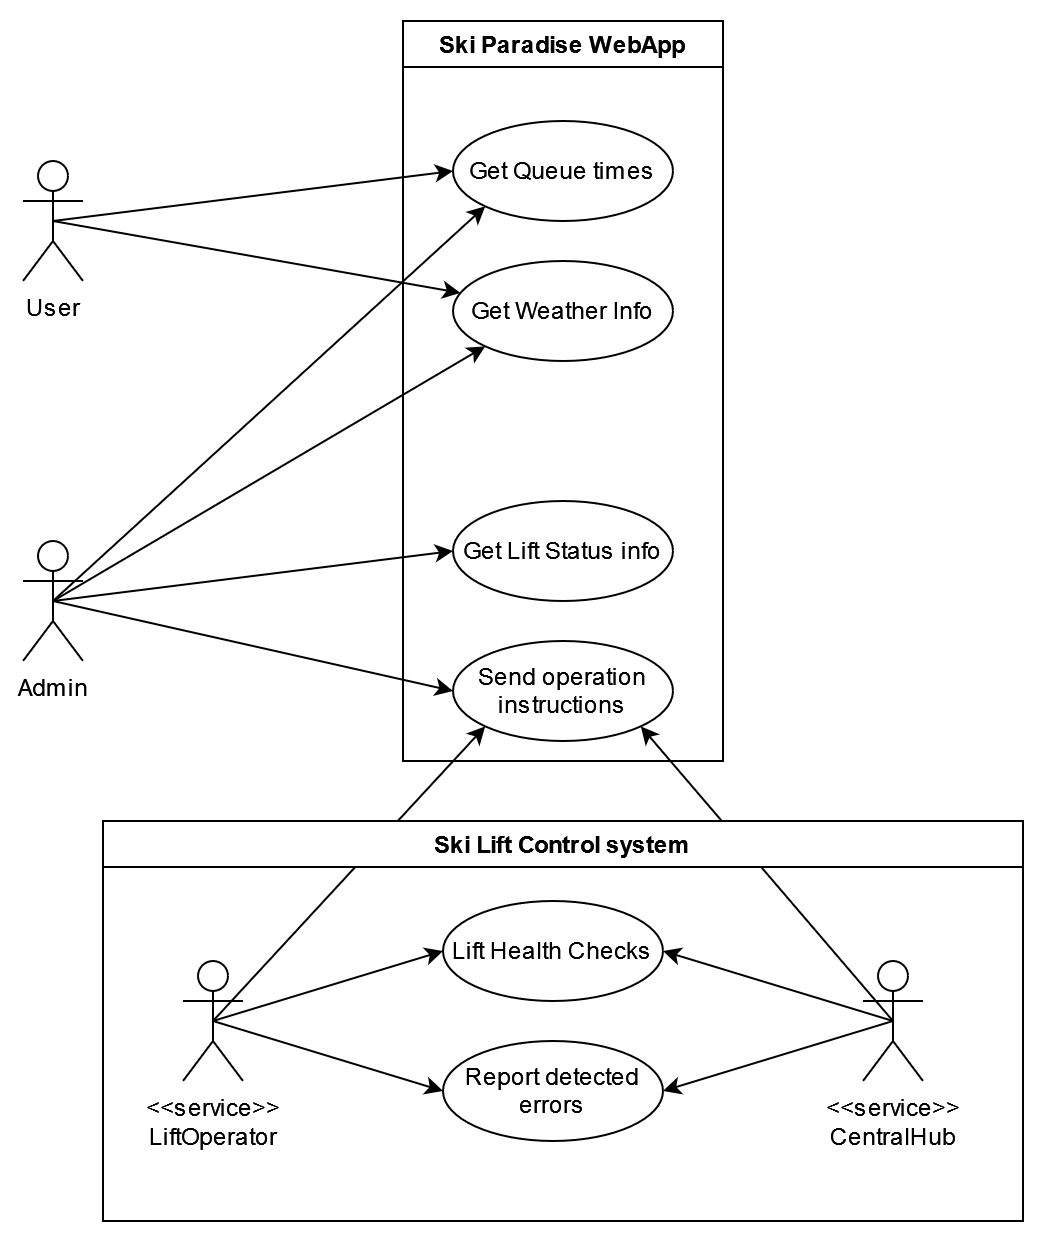 Ski Paradise WebApp
Get Queue times
User
Get Weather Info
Get Lift Status info
Admin
Send operation
instructions
Ski Lift Control system
Lift Health Checks
Report detected
errors
<<service>>
LiftOperator
<<service>>
CentralHub